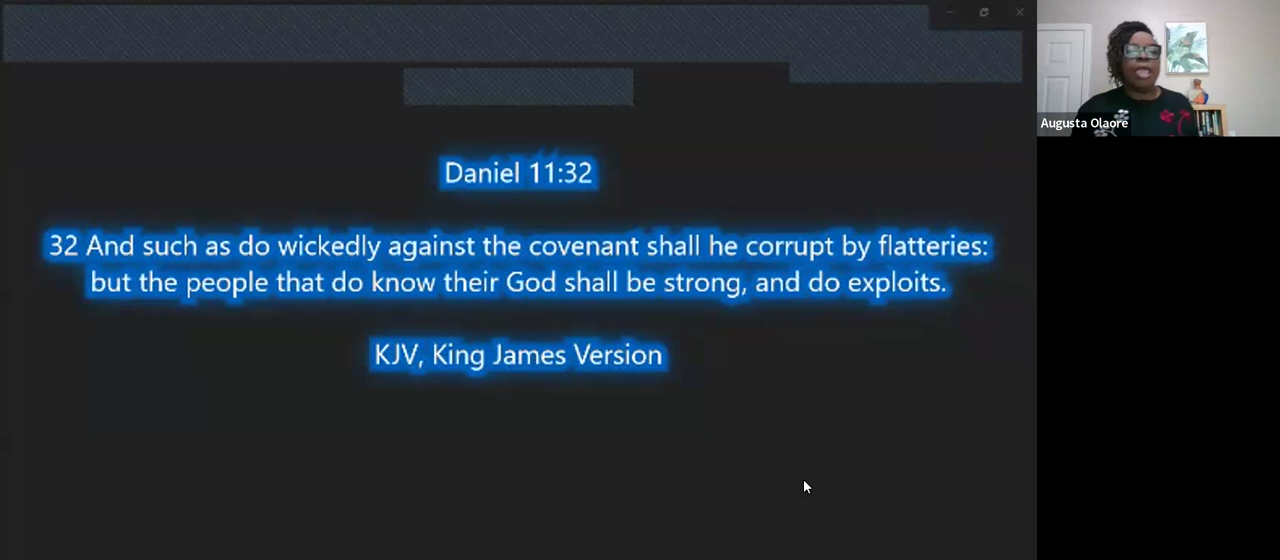 Daniel 11:32
32 And such as do wickedly against the covenant shall he corrupt by flatteries:
but the people that do know their God shall be strong, and do exploits.
KJV, King James Version
Augusta Olaore